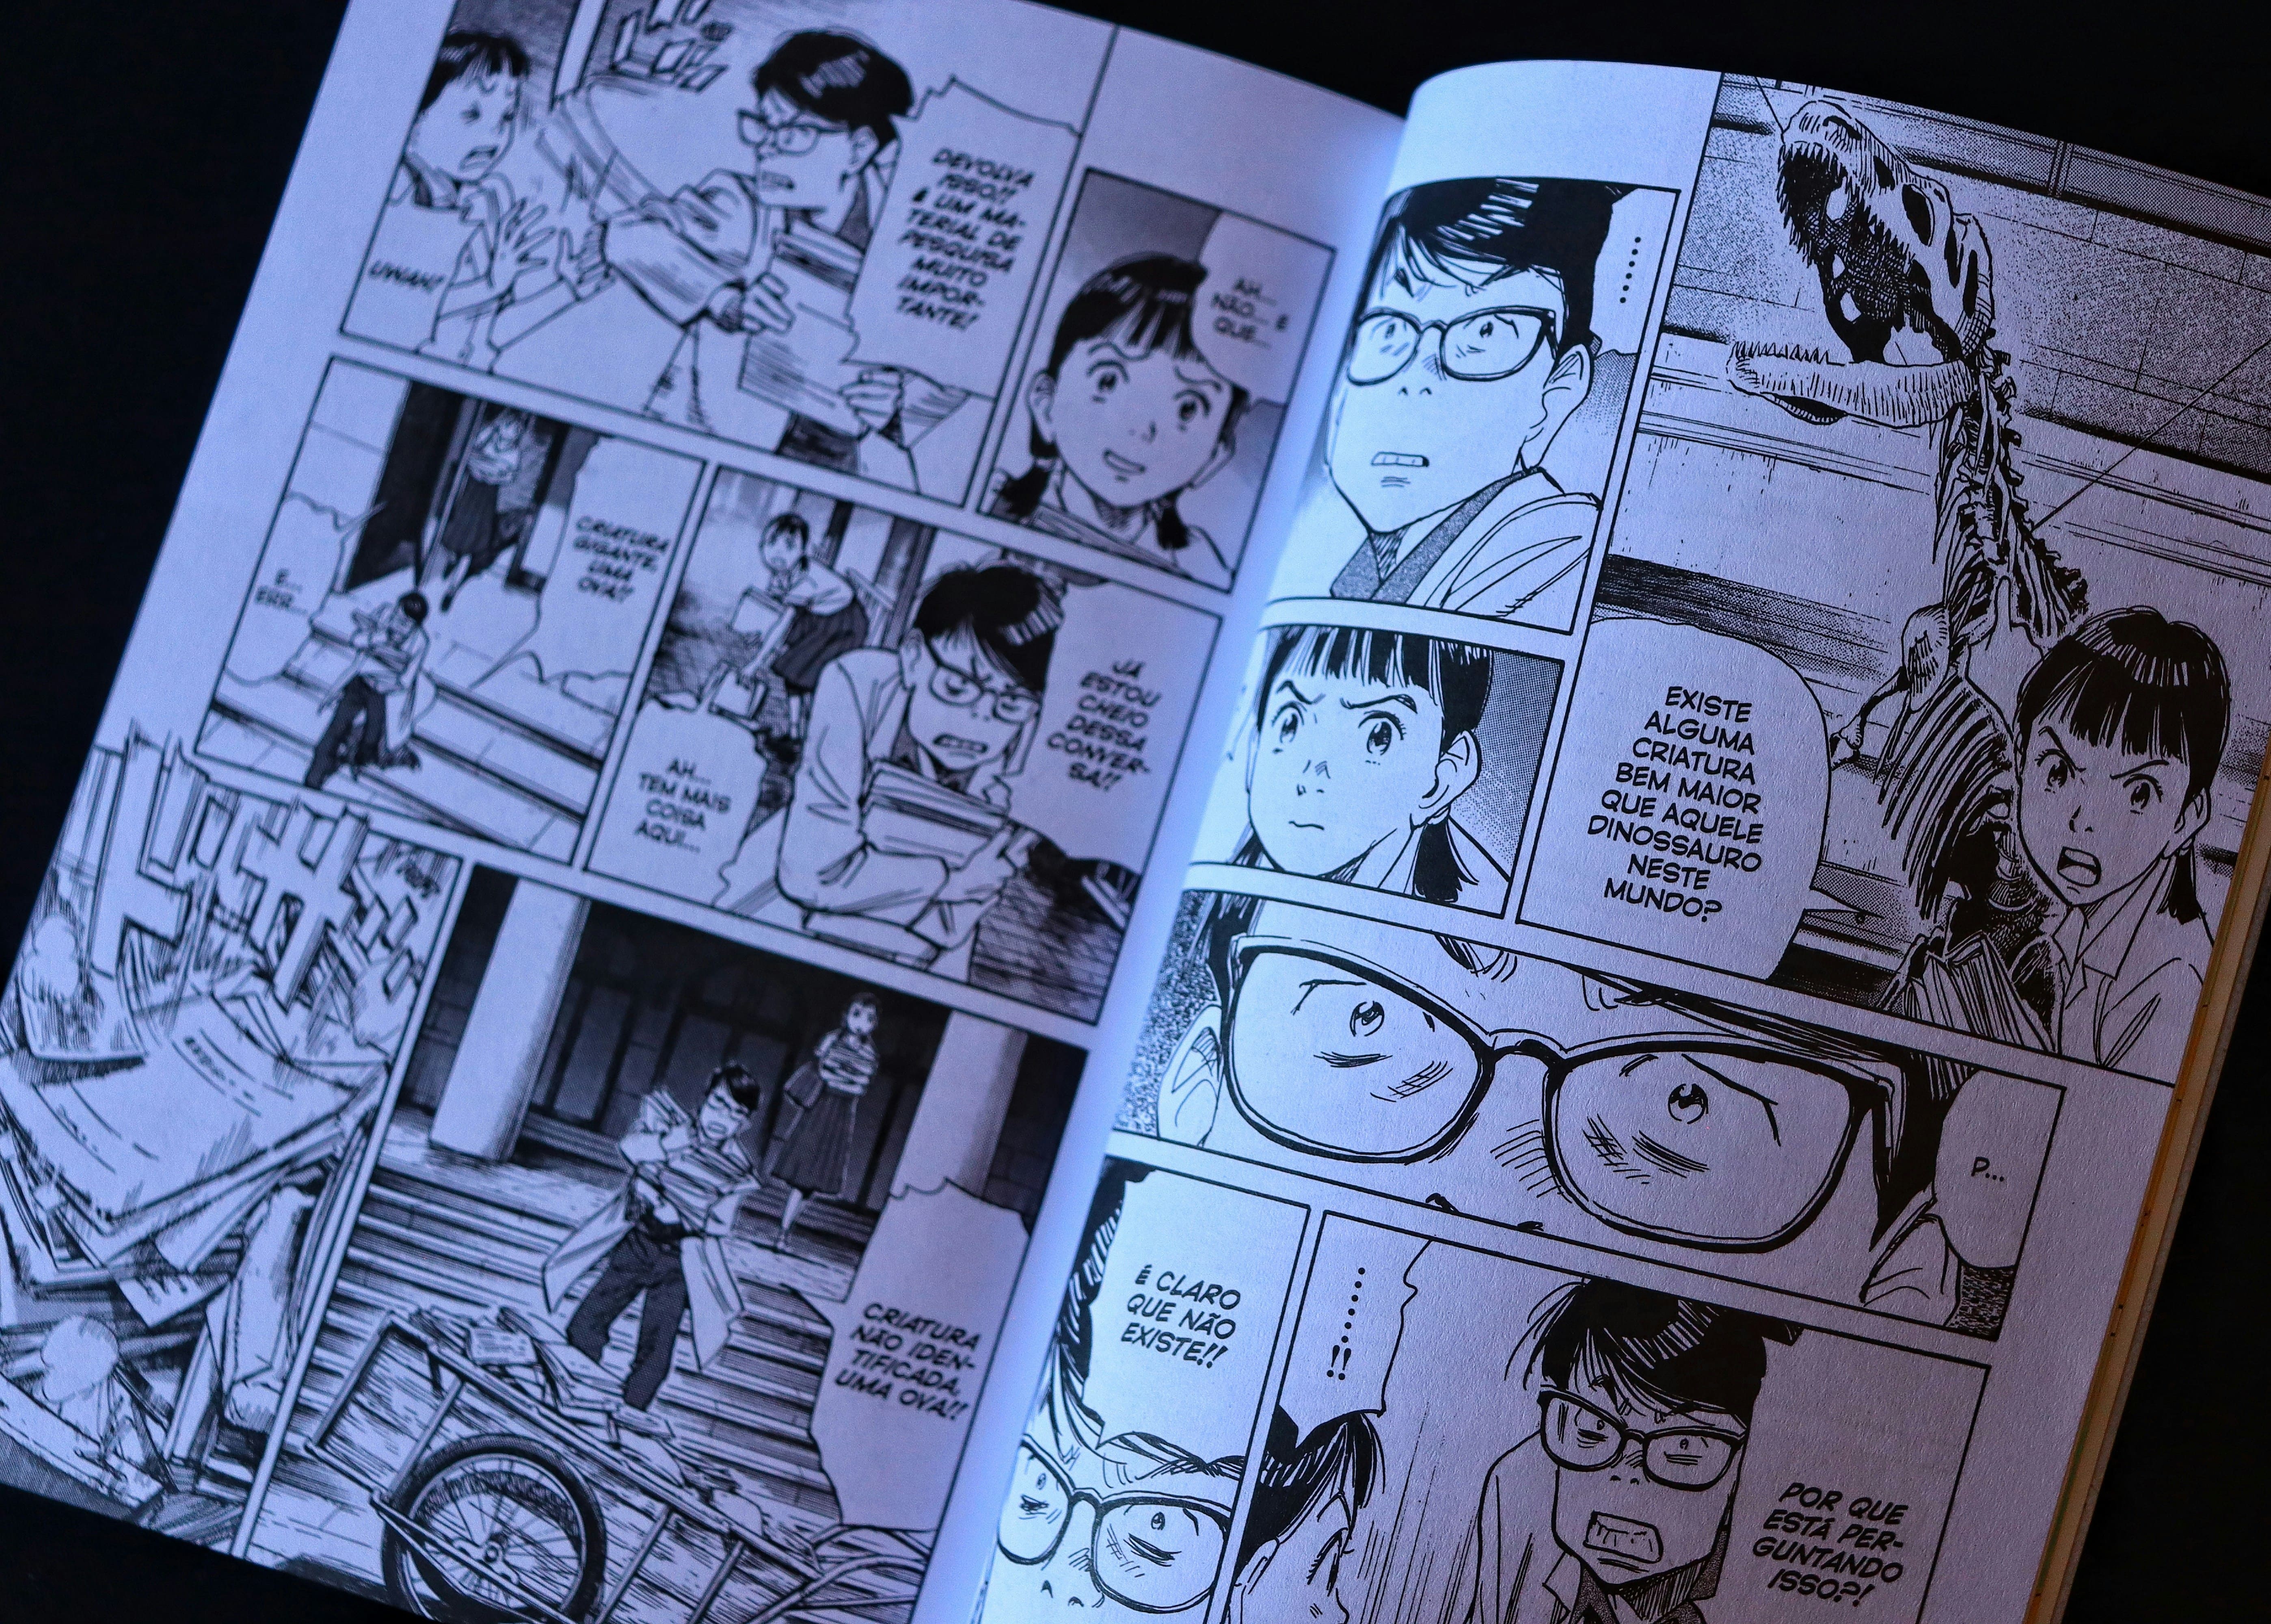 EXISTE
ALGUMA
CRIATURA
BEM MAIOR
QUE AQUELE
DINOSSAURO
NESTE
MUNDO?
.....
P...
POR QUE
ESTÁ PER-
GUNTANDO
ISSO?!
......!!
É CLARO
QUE NÃO
EXISTE!!
AH...
NÃO... É
QUE...
DEVOLVA
ISSO!!
É UM MA-
TERIAL DE
PESQUISA
MUITO
IMPOR-
TANTE!
UWAH!
JÁ
ESTOU
CHEIO
DESSA
CONVER-
SA!!
AH...
TEM MAIS
COISA
AQUI...
CRIATURA
GIGANTE,
UMA
OVA!!
E...
ERR...
CRIATURA
NÃO IDEN-
TIFICADA,
UMA OVA!!
ドサ